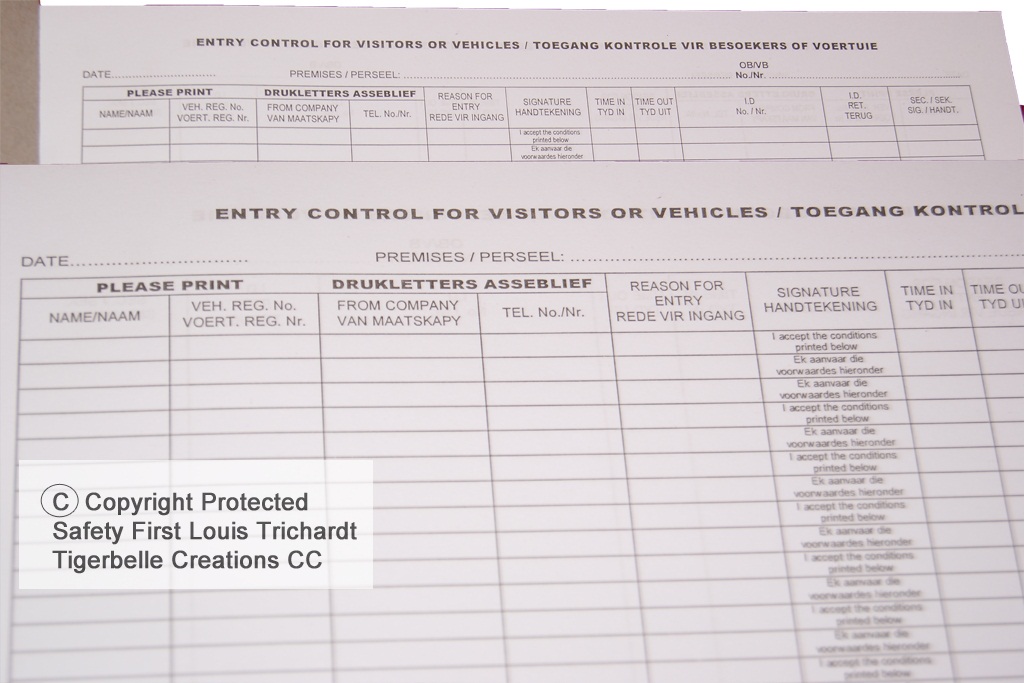 ENTRY CONTROL FOR VISITORS OR VEHICLES / TOEGANG KONTROLE VIR BESOEKERS OF VOERTUIE
DATE............................
PREMISES / PERSEEL: ....................
OB/VB
No./Nr. ....................
PLEASE PRINT
DRUKLETTERS ASSEBLIEF
NAME/NAAM
VEH. REG. No.
VOERT. REG. Nr.
FROM COMPANY
VAN MAATSKAPY
TEL. No./Nr.
REASON FOR
ENTRY
REDE VIR INGANG
SIGNATURE
HANDTEKENING
TIME IN
TYD IN
TIME OUT
TYD UIT
I.D
No. / Nr.
I.D.
RET.
TERUG
SEC. / SEK.
SIG. / HANDT.
I accept the conditions
printed below
Ek aanvaar die
voorwaardes hieronder
ENTRY CONTROL FOR VISITORS OR VEHICLES / TOEGANG KONTROL
DATE............................
PREMISES / PERSEEL: ....................
PLEASE PRINT
DRUKLETTERS ASSEBLIEF
NAME/NAAM
VEH. REG. No.
VOERT. REG. Nr.
FROM COMPANY
VAN MAATSKAPY
TEL. No./Nr.
REASON FOR
ENTRY
REDE VIR INGANG
SIGNATURE
HANDTEKENING
TIME IN
TYD IN
TIME OU
TYD UI
I accept the conditions
printed below
Ek aanvaar die
voorwaardes hieronder
Ek aanvaar die
voorwaardes hieronder
I accept the conditions
printed below
Ek aanvaar die
voorwaardes hieronder
I accept the conditions
printed below
Ek aanvaar die
voorwaardes hieronder
I accept the conditions
printed below
Ek aanvaar die
voorwaardes hieronder
I accept the conditions
printed below
Ek aanvaar die
voorwaardes hieronder
I accept the conditions
printed below
Ek aanvaar die
voorwaardes hieronder
I accept the conditions
printed below
© Copyright Protected
Safety First Louis Trichardt
Tigerbelle Creations CC